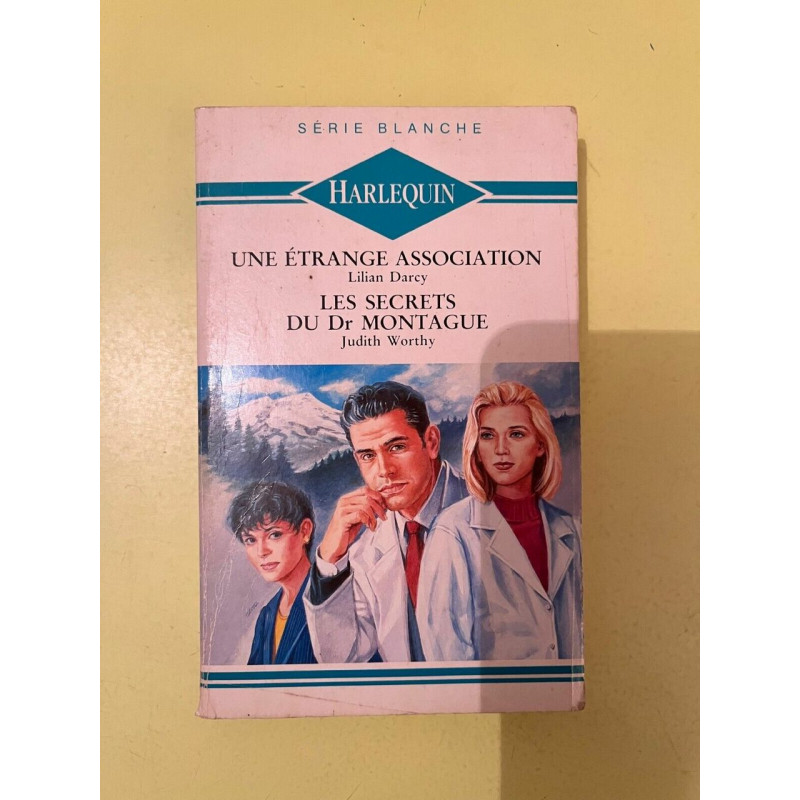 SÉRIE BLANCHE
HARLEQUIN
UNE ÉTRANGE ASSOCIATION
Lilian Darcy
LES SECRETS
DU Dr MONTAGUE
Judith Worthy